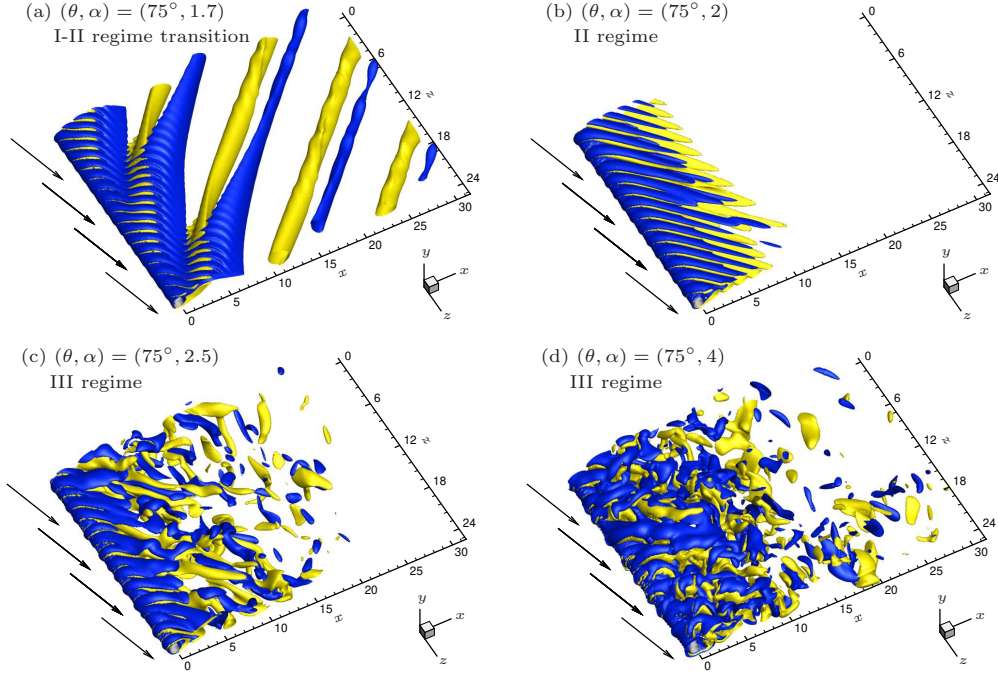 (a) (θ, α) = (75°, 1.7)
I-II regime transition
0
6
12
z
18
24
30
25
20
x
15
10
5
0
y
x
z
(b) (θ, α) = (75°, 2)
II regime
0
6
12
z
18
24
30
25
20
x
15
10
5
0
y
x
z
(c) (θ, α) = (75°, 2.5)
III regime
0
6
12
z
18
24
30
25
20
x
15
10
5
0
y
x
z
(d) (θ, α) = (75°, 4)
III regime
0
6
12
z
18
24
30
25
20
x
15
10
5
0
y
x
z